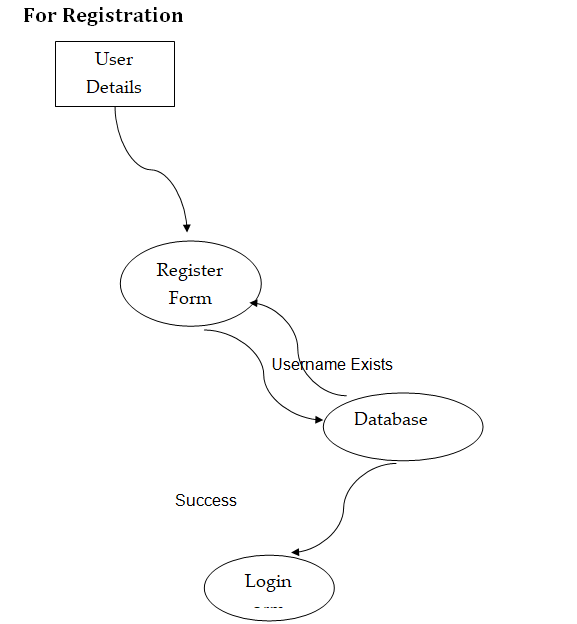 For Registration
User
Details
Register
Form
Username Exists
Database
Success
Login